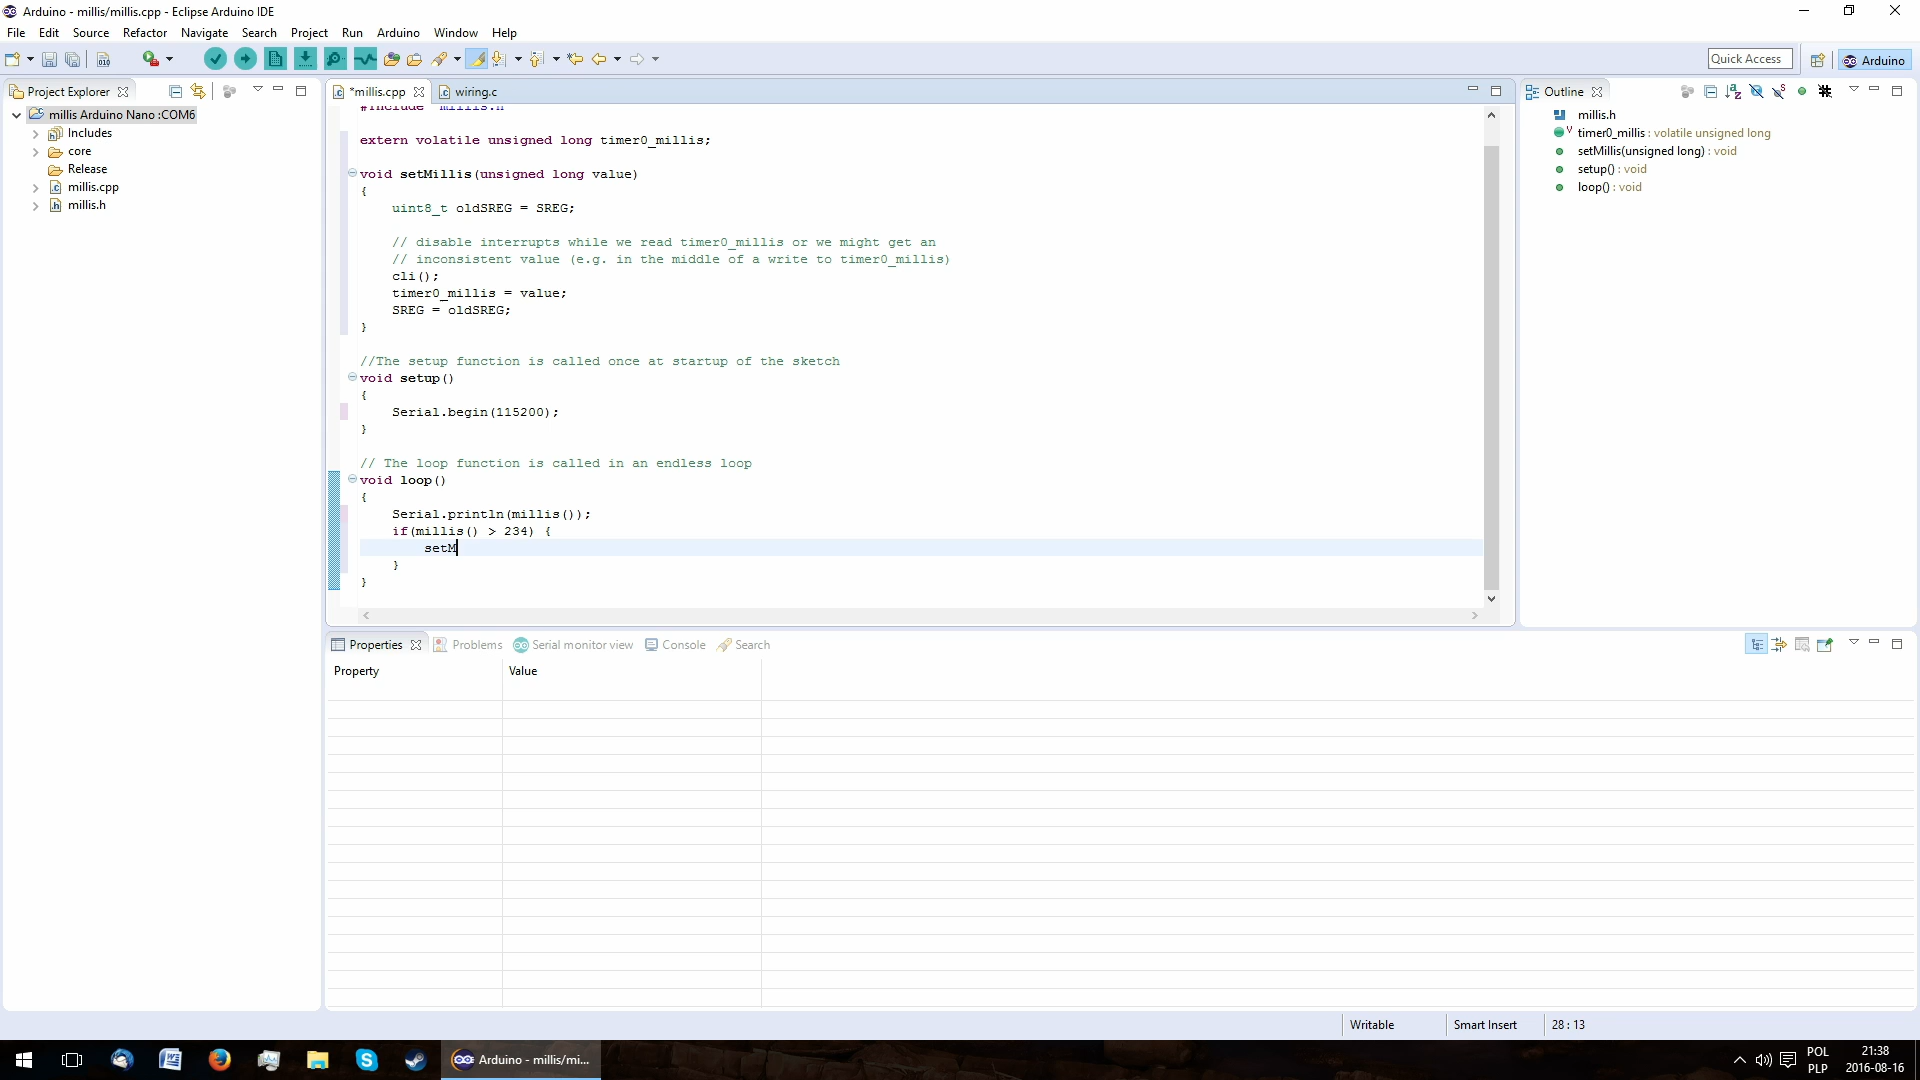 Arduino - millis/millis.cpp - Eclipse Arduino IDE
File Edit Source Refactor Navigate Search Project Run Arduino Window Help
Quick Access
Arduino
Project Explorer
millis Arduino Nano :COM6
Includes
core
Release
millis.cpp
millis.h
*millis.cpp
wiring.c
#include "millis.h"
extern volatile unsigned long timer0_millis;
void setMillis(unsigned long value)
{
uint8_t oldSREG = SREG;
// disable interrupts while we read timer0_millis or we might get an
// inconsistent value (e.g. in the middle of a write to timer0_millis)
cli();
timer0_millis = value;
SREG = oldSREG;
}
//The setup function is called once at startup of the sketch
void setup()
{
Serial.begin(115200);
}
// The loop function is called in an endless loop
void loop()
{
Serial.println(millis());
if(millis() > 234) {
setM
}
}
Outline
millis.h
timer0_millis : volatile unsigned long
setMillis(unsigned long) : void
setup() : void
loop() : void
Properties
Problems
Serial monitor view
Console
Search
Property Value
Writable
Smart Insert
28 : 13
Arduino - millis/mi...
POL
PLP
21:38
2016-08-16